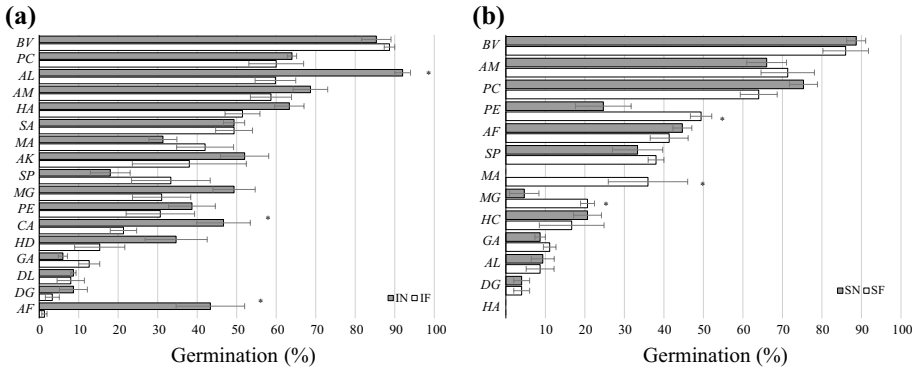 (a)
BV
PC
AL *
AM
HA
SA
MA
AK
SP
MG
PE
CA *
HD
GA
DL
DG
AF *
IN IF
0 10 20 30 40 50 60 70 80 90 100
Germination (%)
(b)
BV
AM
PC
PE *
AF
SP
MA *
MG *
HC
GA
AL
DG
HA
SN SF
10 20 30 40 50 60 70 80 90 100
Germination (%)